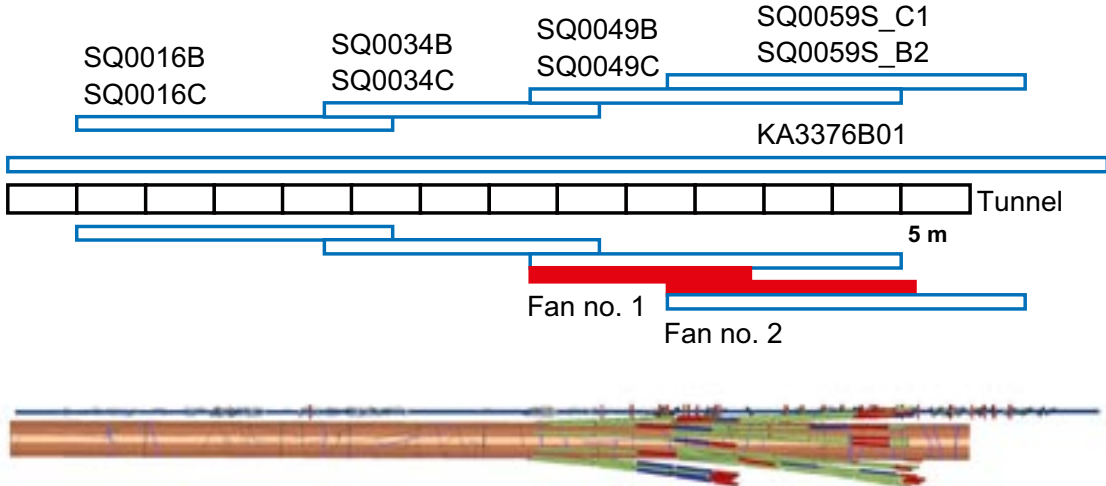 SQ0016B
SQ0016C
SQ0034B
SQ0034C
SQ0049B
SQ0049C
SQ0059S_C1
SQ0059S_B2
KA3376B01
Tunnel
5 m
Fan no. 1
Fan no. 2